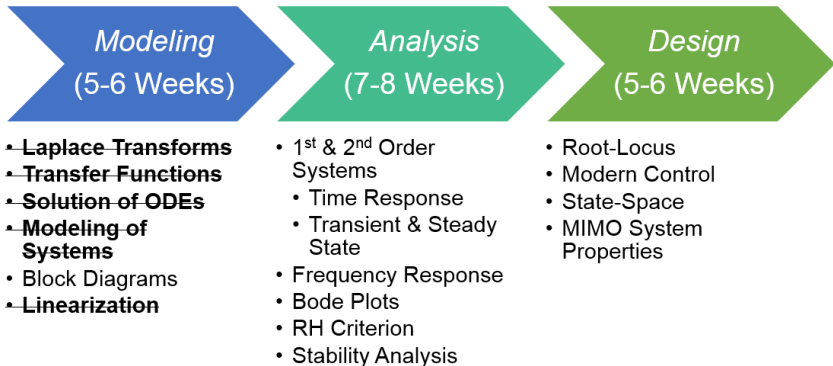 Modeling
(5-6 Weeks)
• Laplace Transforms
• Transfer Functions
• Solution of ODEs
• Modeling of
Systems
• Block Diagrams
• Linearization
Analysis
(7-8 Weeks)
• 1st & 2nd Order
Systems
• Time Response
• Transient & Steady
State
• Frequency Response
• Bode Plots
• RH Criterion
• Stability Analysis
Design
(5-6 Weeks)
• Root-Locus
• Modern Control
• State-Space
• MIMO System
Properties